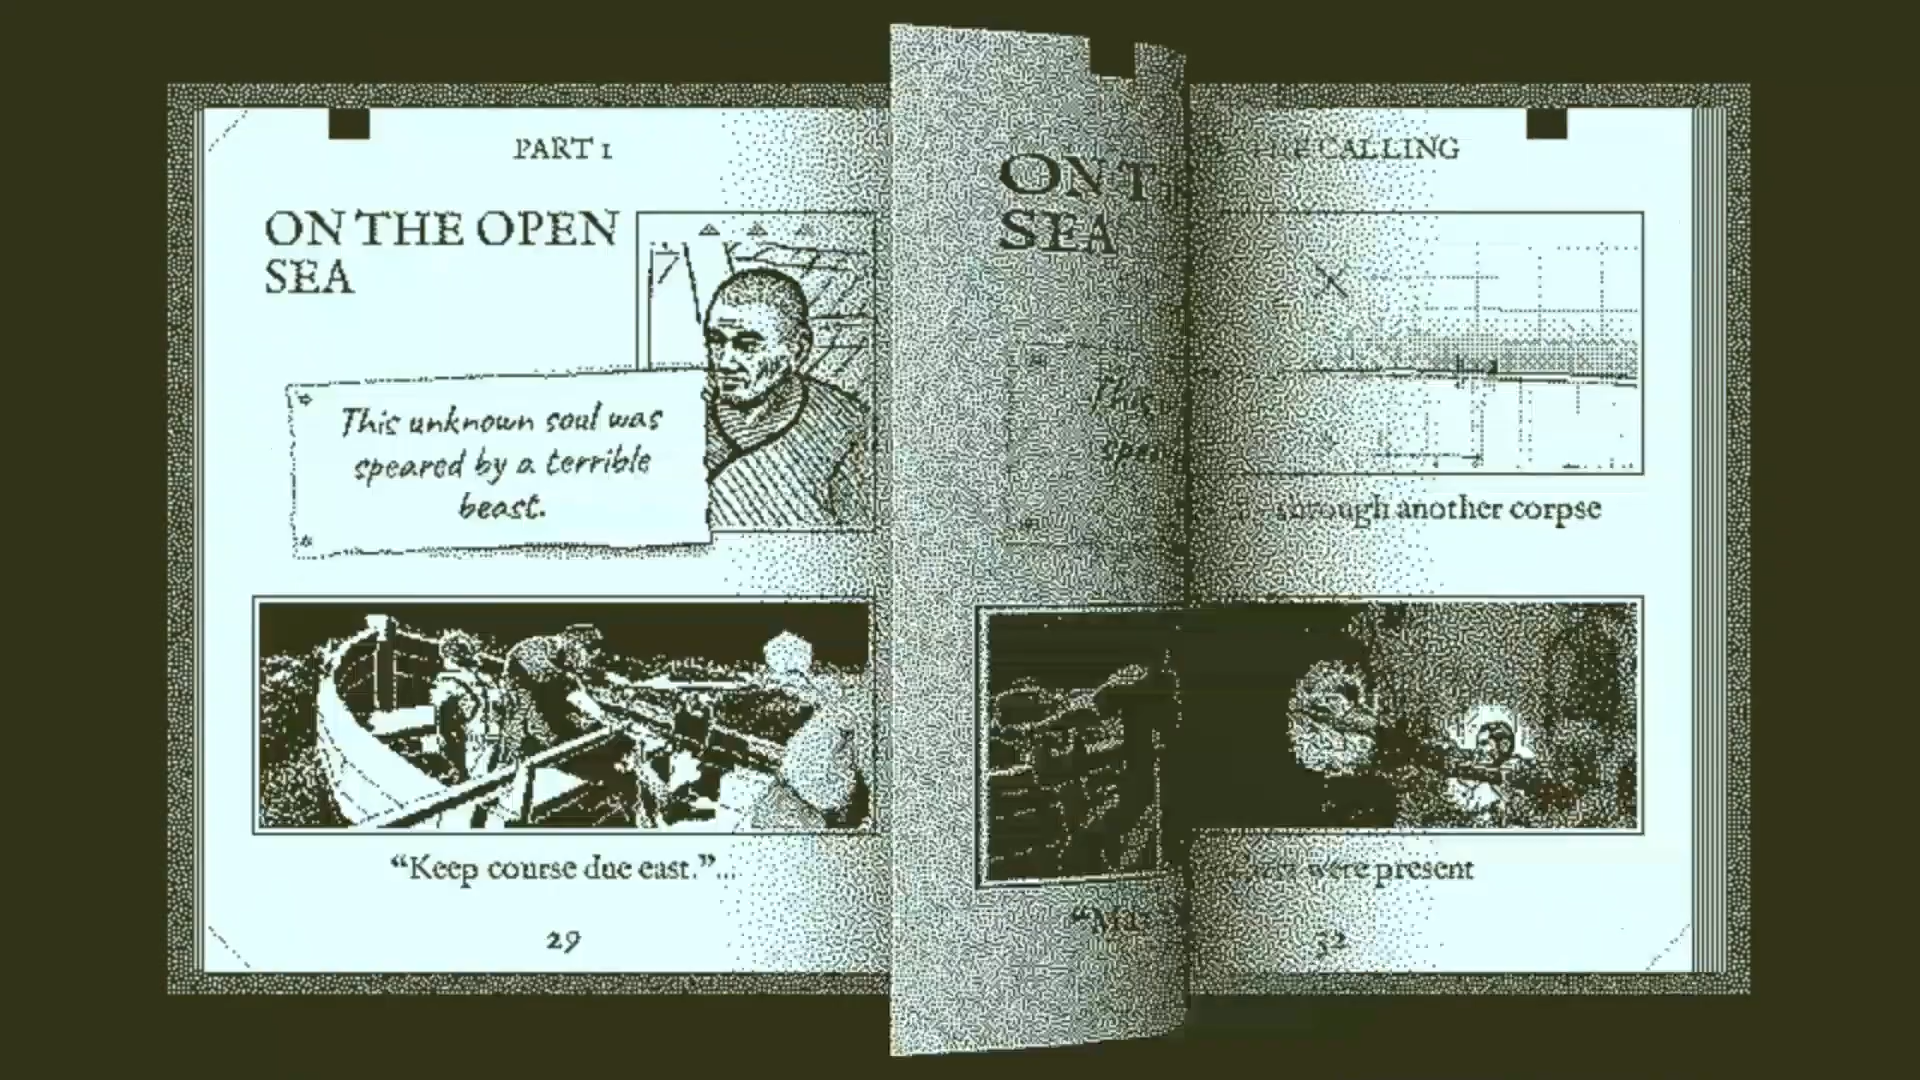 PART 1
ON THE OPEN
SEA
This unknown soul was
speared by a terrible
beast.
“Keep course due east.”...
29
ON
SEA
CALLING
through another corpse
were present
32